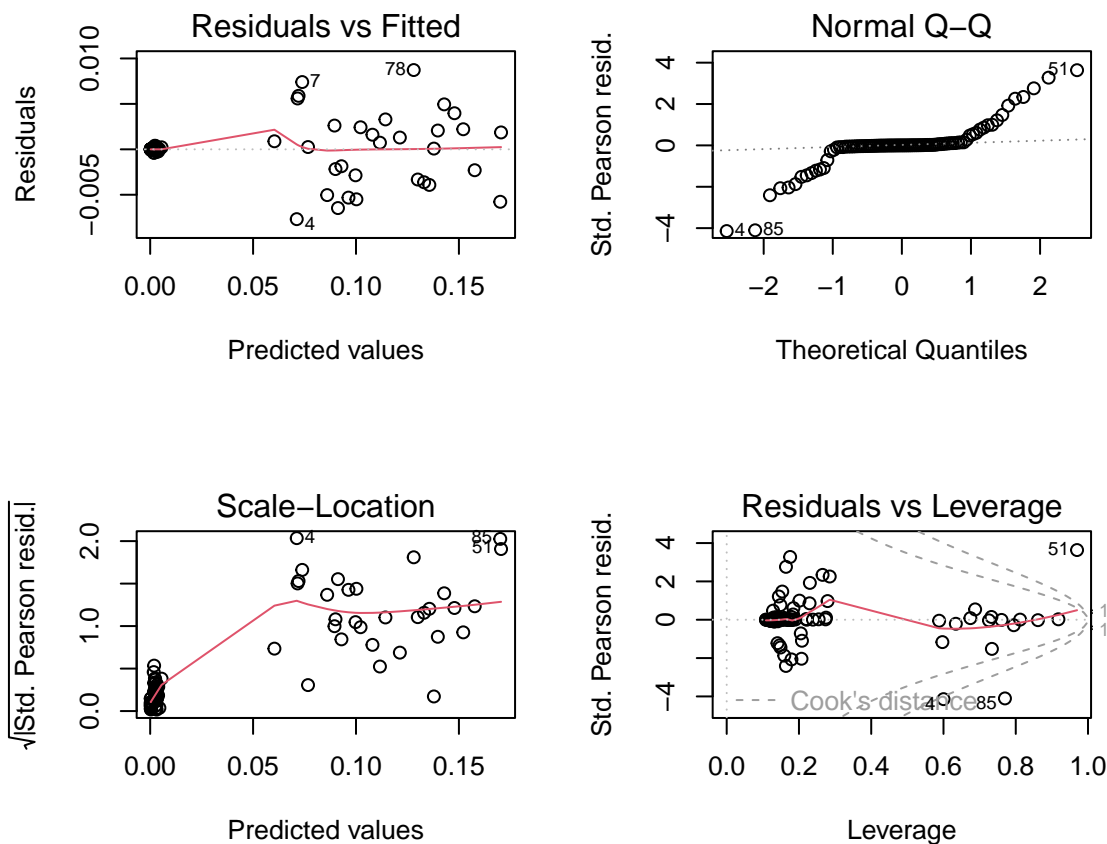 Residuals vs Fitted
Residuals
0.010
−0.005
7
78
4
0.00 0.05 0.10 0.15
Predicted values
Normal Q−Q
Std. Pearson resid.
4
2
0
−4
51
4
85
−2 −1 0 1 2
Theoretical Quantiles
Scale−Location
√|Std. Pearson resid.|
2.0
1.0
0.0
4
85
51
0.00 0.05 0.10 0.15
Predicted values
Residuals vs Leverage
Std. Pearson resid.
4
2
0
−4
51
1
1
Cook's distance
4
85
0.0 0.2 0.4 0.6 0.8 1.0
Leverage